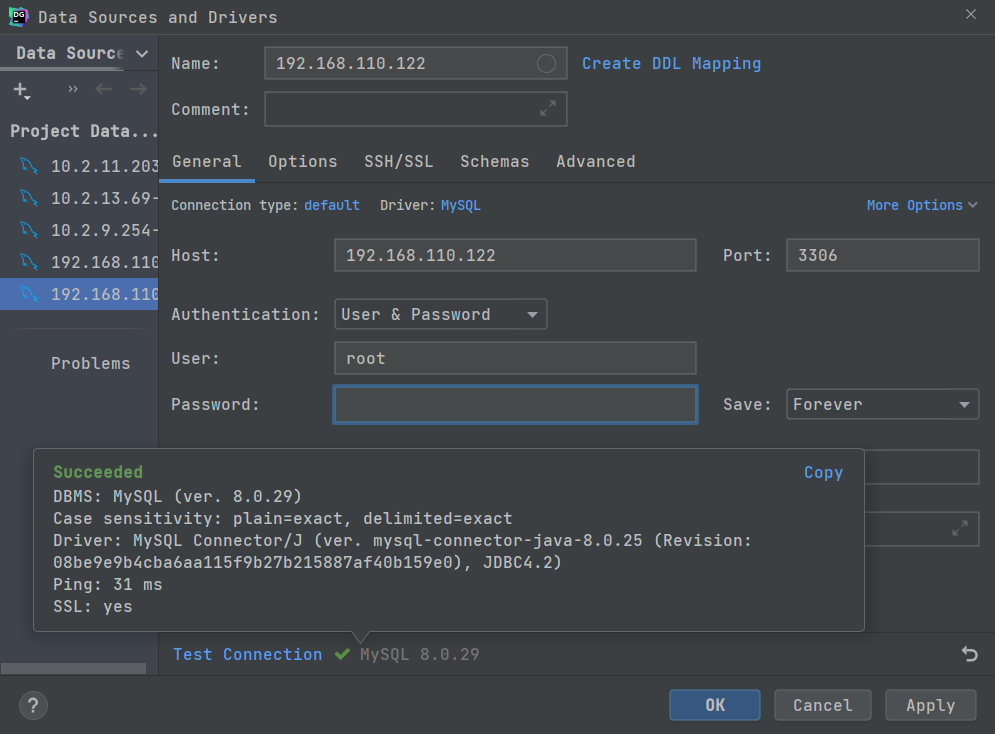 DG
Data Sources and Drivers
Data Source
Project Data...
10.2.11.203
10.2.13.69-
10.2.9.254-
192.168.110
192.168.110
Problems
Name: 192.168.110.122 Create DDL Mapping
Comment:
General Options SSH/SSL Schemas Advanced
Connection type: default Driver: MySQL More Options
Host: 192.168.110.122 Port: 3306
Authentication: User & Password
User: root
Password: Save: Forever
Succeeded Copy
DBMS: MySQL (ver. 8.0.29)
Case sensitivity: plain=exact, delimited=exact
Driver: MySQL Connector/J (ver. mysql-connector-java-8.0.25 (Revision:
08be9e9b4cba6aa115f9b27b215887af40b159e0), JDBC4.2)
Ping: 31 ms
SSL: yes
Test Connection MySQL 8.0.29
? OK Cancel Apply